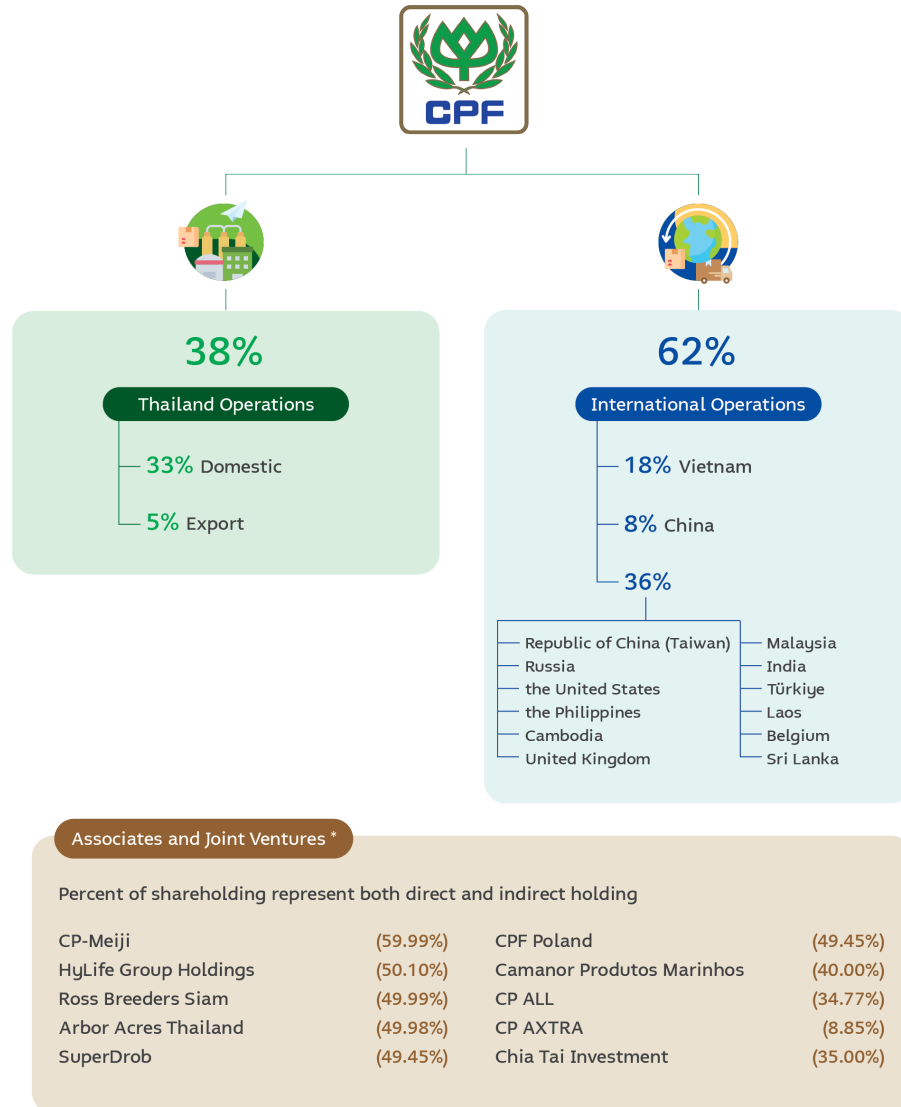 CPF
38%
Thailand Operations
33% Domestic
5% Export
62%
International Operations
18% Vietnam
8% China
36%
Republic of China (Taiwan)
Russia
the United States
the Philippines
Cambodia
United Kingdom
Malaysia
India
Türkiye
Laos
Belgium
Sri Lanka
Associates and Joint Ventures *
Percent of shareholding represent both direct and indirect holding
CP-Meiji (59.99%)
HyLife Group Holdings (50.10%)
Ross Breeders Siam (49.99%)
Arbor Acres Thailand (49.98%)
SuperDrob (49.45%)
CPF Poland (49.45%)
Camanor Produtos Marinhos (40.00%)
CP ALL (34.77%)
CP AXTRA (8.85%)
Chia Tai Investment (35.00%)